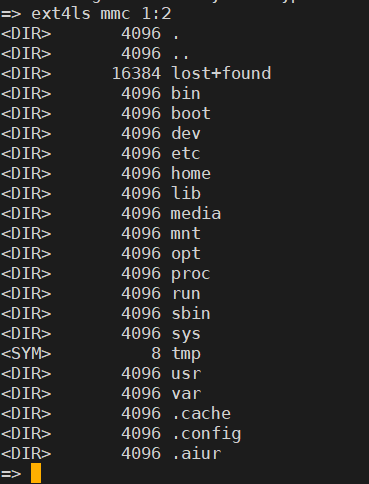 => ext4ls mmc 1:2
<DIR>       4096 .
<DIR>       4096 ..
<DIR>      16384 lost+found
<DIR>       4096 bin
<DIR>       4096 boot
<DIR>       4096 dev
<DIR>       4096 etc
<DIR>       4096 home
<DIR>       4096 lib
<DIR>       4096 media
<DIR>       4096 mnt
<DIR>       4096 opt
<DIR>       4096 proc
<DIR>       4096 run
<DIR>       4096 sbin
<DIR>       4096 sys
<SYM>          8 tmp
<DIR>       4096 usr
<DIR>       4096 var
<DIR>       4096 .cache
<DIR>       4096 .config
<DIR>       4096 .aiur
=>